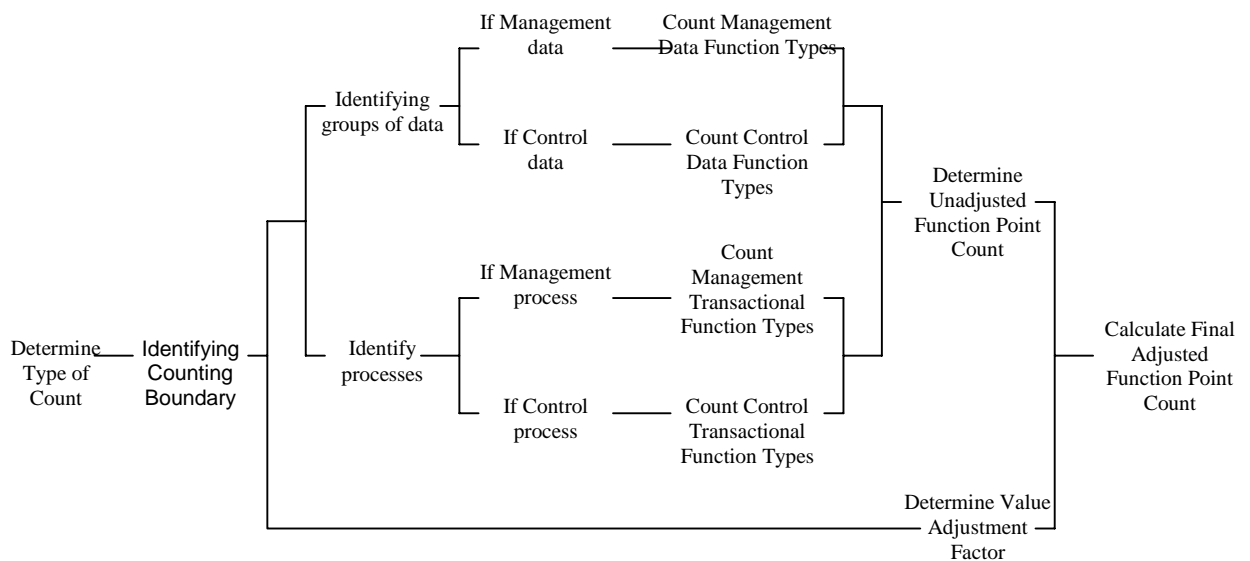 If Management
data
Count Management
Data Function Types
Identifying
groups of data
If Control
data
Count Control
Data Function
Types
Determine
Unadjusted
Function Point
Count
If Management
process
Count
Management
Transactional
Function Types
Determine
Type of
Count
Identifying
Counting
Boundary
Identify
processes
Calculate Final
Adjusted
Function Point
Count
If Control
process
Count Control
Transactional
Function Types
Determine Value
Adjustment
Factor